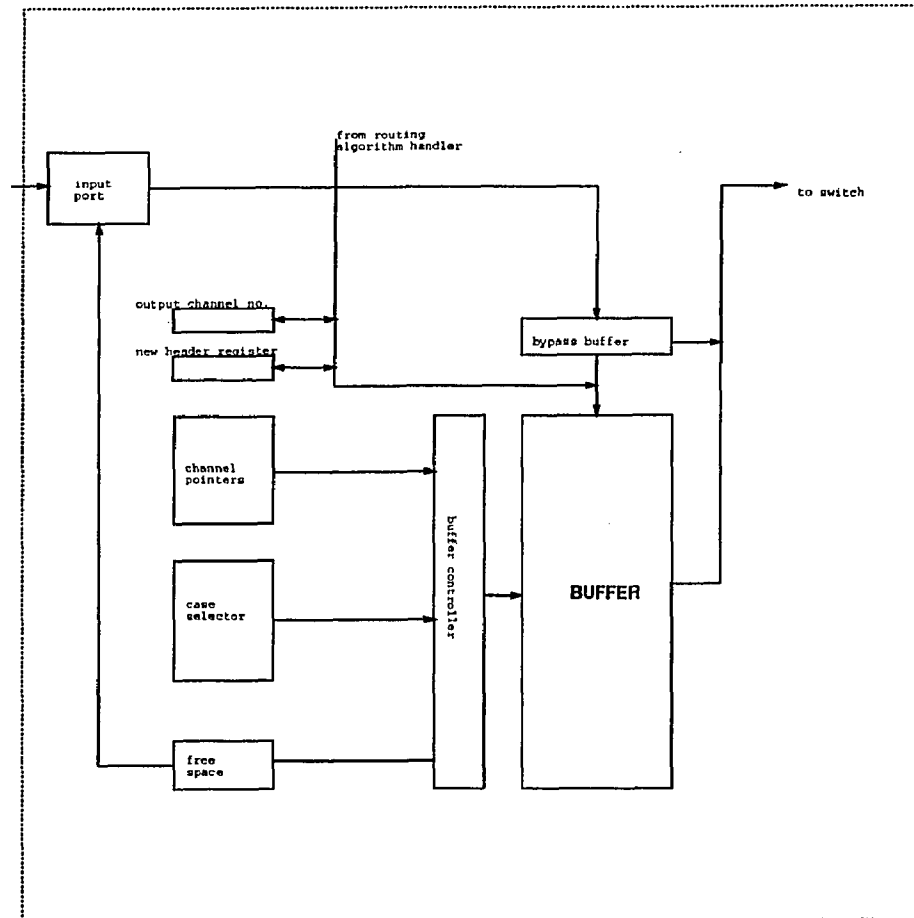 from routing
algorithm handler
input
port
to switch
output channel no.
bypass buffer
new header register
channel
pointers
buffer controller
case
selector
BUFFER
free
space